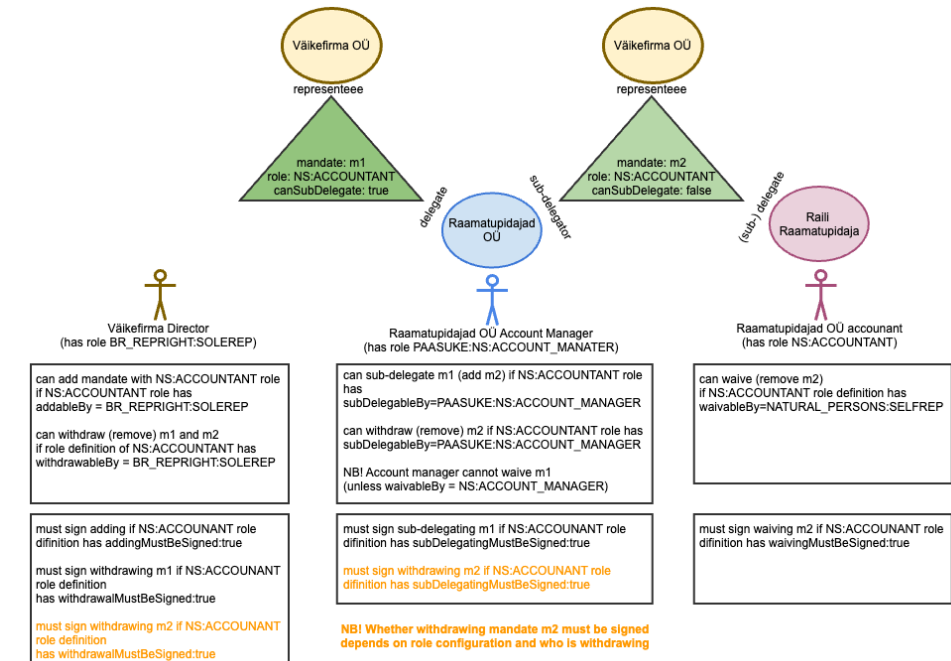 Väikefirma OÜ
representeee
mandate: m1
role: NS:ACCOUNTANT
canSubDelegate: true
delegate
Väikefirma OÜ
representeee
mandate: m2
role: NS:ACCOUNTANT
canSubDelegate: false
sub-delegator
(sub-) delegate
Raamatupidajad
OÜ
Raili
Raamatupidaja
Väikefirma Director
(has role BR_REPRIGHT:SOLEREP)
can add mandate with NS:ACCOUNTANT role
if NS:ACCOUNTANT role has
addableBy = BR_REPRIGHT:SOLEREP
can withdraw (remove) m1 and m2
if role definition of NS:ACCOUNTANT has
withdrawableBy = BR_REPRIGHT:SOLEREP
must sign adding if NS:ACCOUNANT role
difinition has addingMustBeSigned:true
must sign withdrawing m1 if NS:ACCOUNANT
role definition
has withdrawalMustBeSigned:true
must sign withdrawing m2 if NS:ACCOUNANT
role definition
has withdrawalMustBeSigned:true
Raamatupidajad OÜ Account Manager
(has role PAASUKE:NS:ACCOUNT_MANATER)
can sub-delegate m1 (add m2) if NS:ACCOUNTANT role
has
subDelegableBy=PAASUKE:NS:ACCOUNT_MANAGER
can withdraw (remove) m2 if NS:ACCOUNTANT role has
subDelegableBy=PAASUKE:NS:ACCOUNT_MANAGER
NB! Account manager cannot waive m1
(unless waivableBy = NS:ACCOUNT_MANAGER)
must sign sub-delegating m1 if NS:ACCOUNTANT role
difinition has subDelegatingMustBeSigned:true
must sign withdrawing m2 if NS:ACCOUNTANT role
difinition has subDelegatingMustBeSigned:true
NB! Whether withdrawing mandate m2 must be signed
depends on role configuration and who is withdrawing
Raamatupidajad OÜ accounant
(has role NS:ACCOUNTANT)
can waive (remove m2)
if NS:ACCOUNTANT role definition has
waivableBy=NATURAL_PERSONS:SELFREP
must sign waiving m2 if NS:ACCOUNTANT role
difinition has waivingMustBeSigned:true